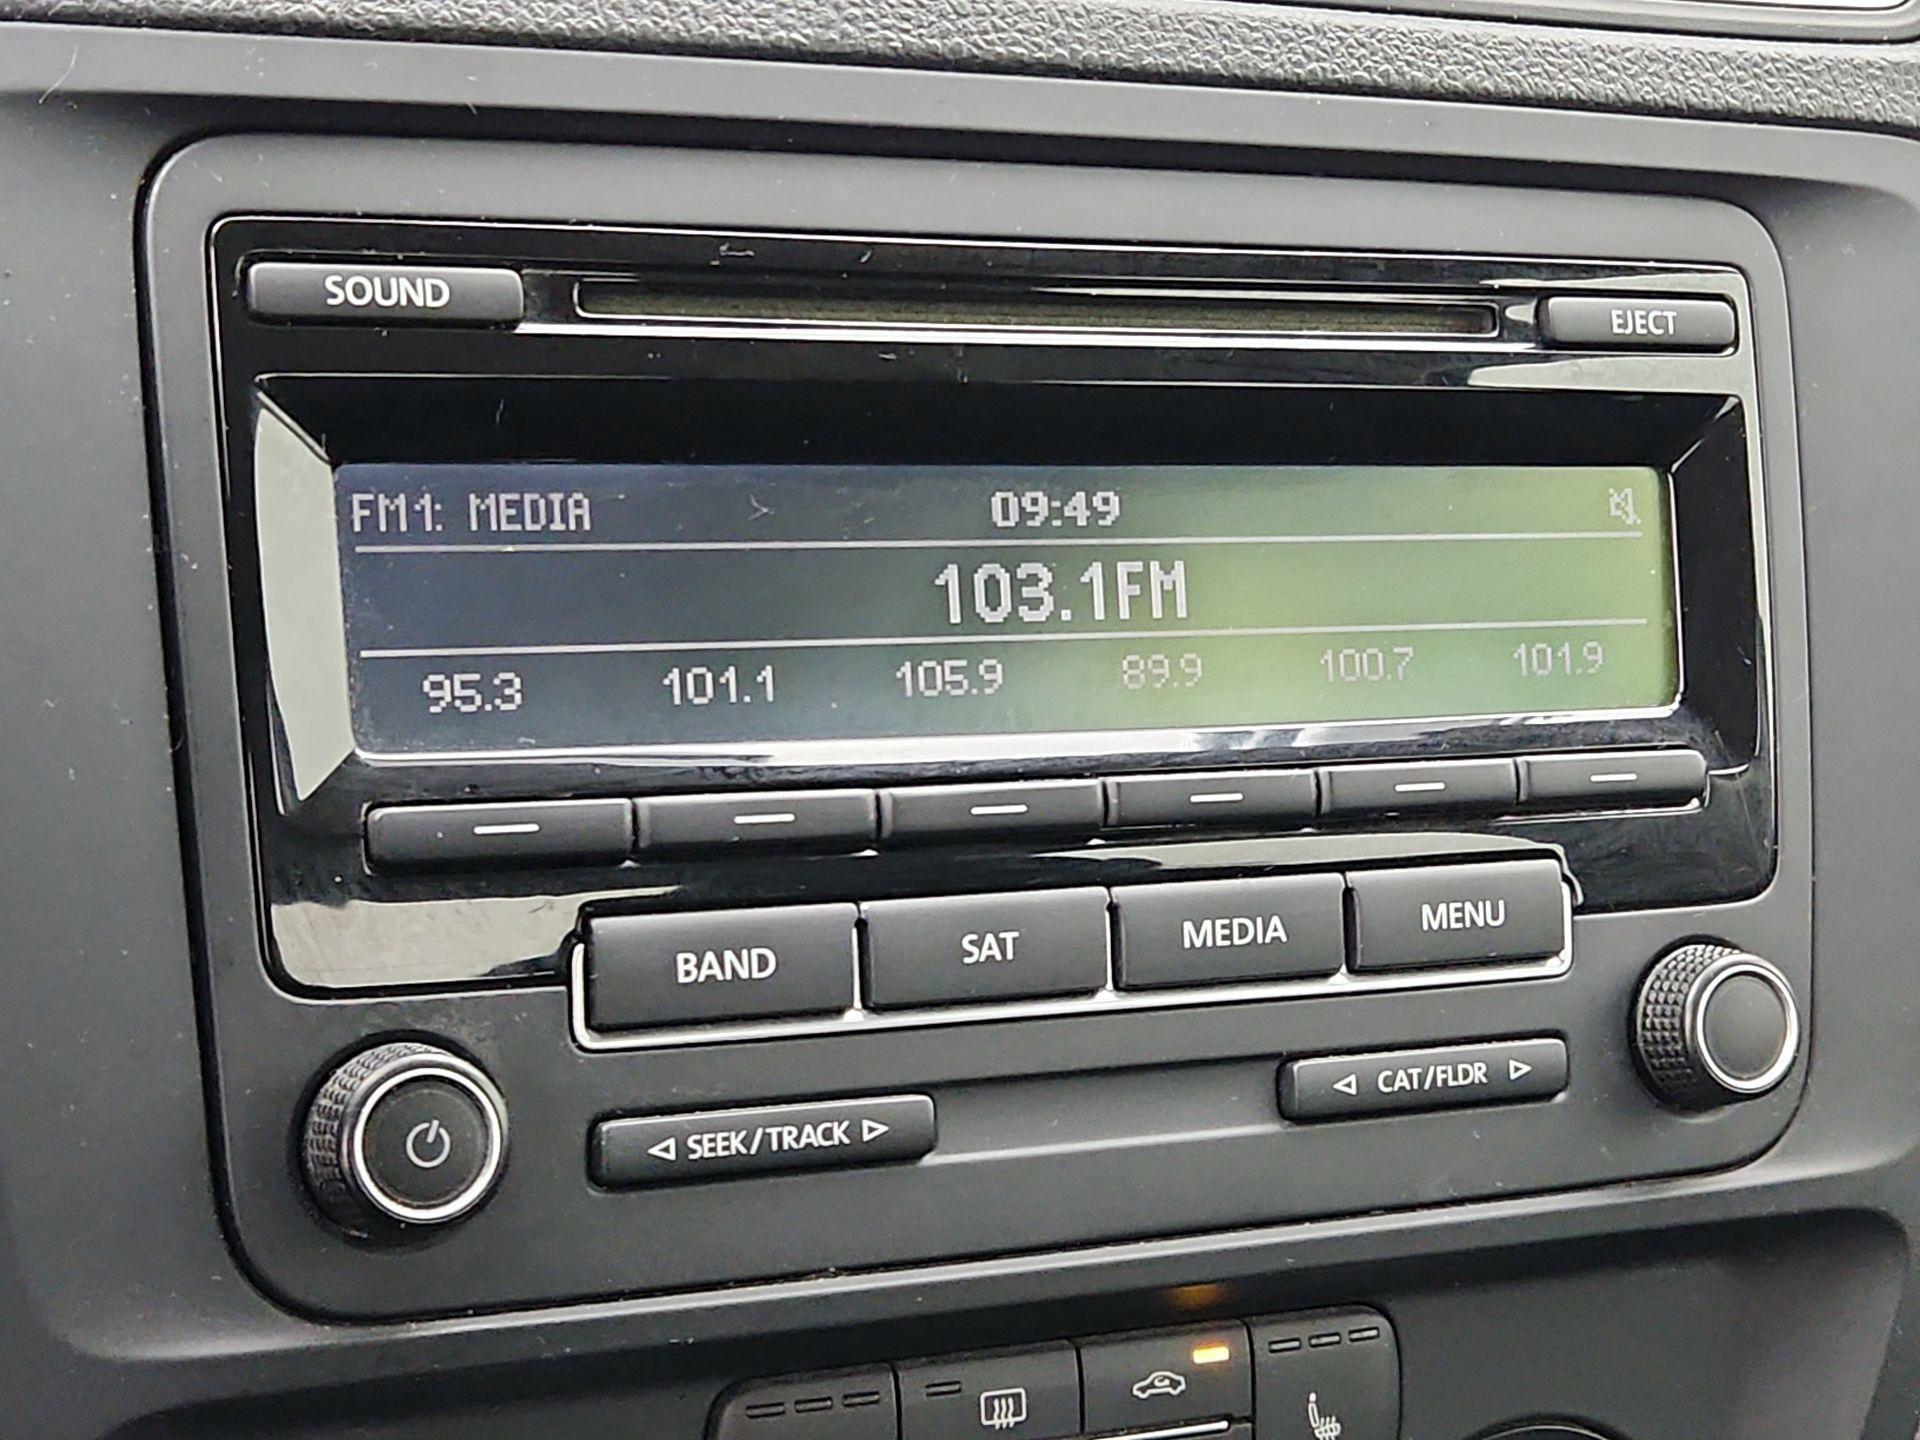 SOUND
EJECT
FM1: MEDIA 09:49
103.1FM
95.3 101.1 105.9 89.9 100.7 101.9
BAND SAT MEDIA MENU
◁ SEEK/TRACK ▷ ◁ CAT/FLDR ▷